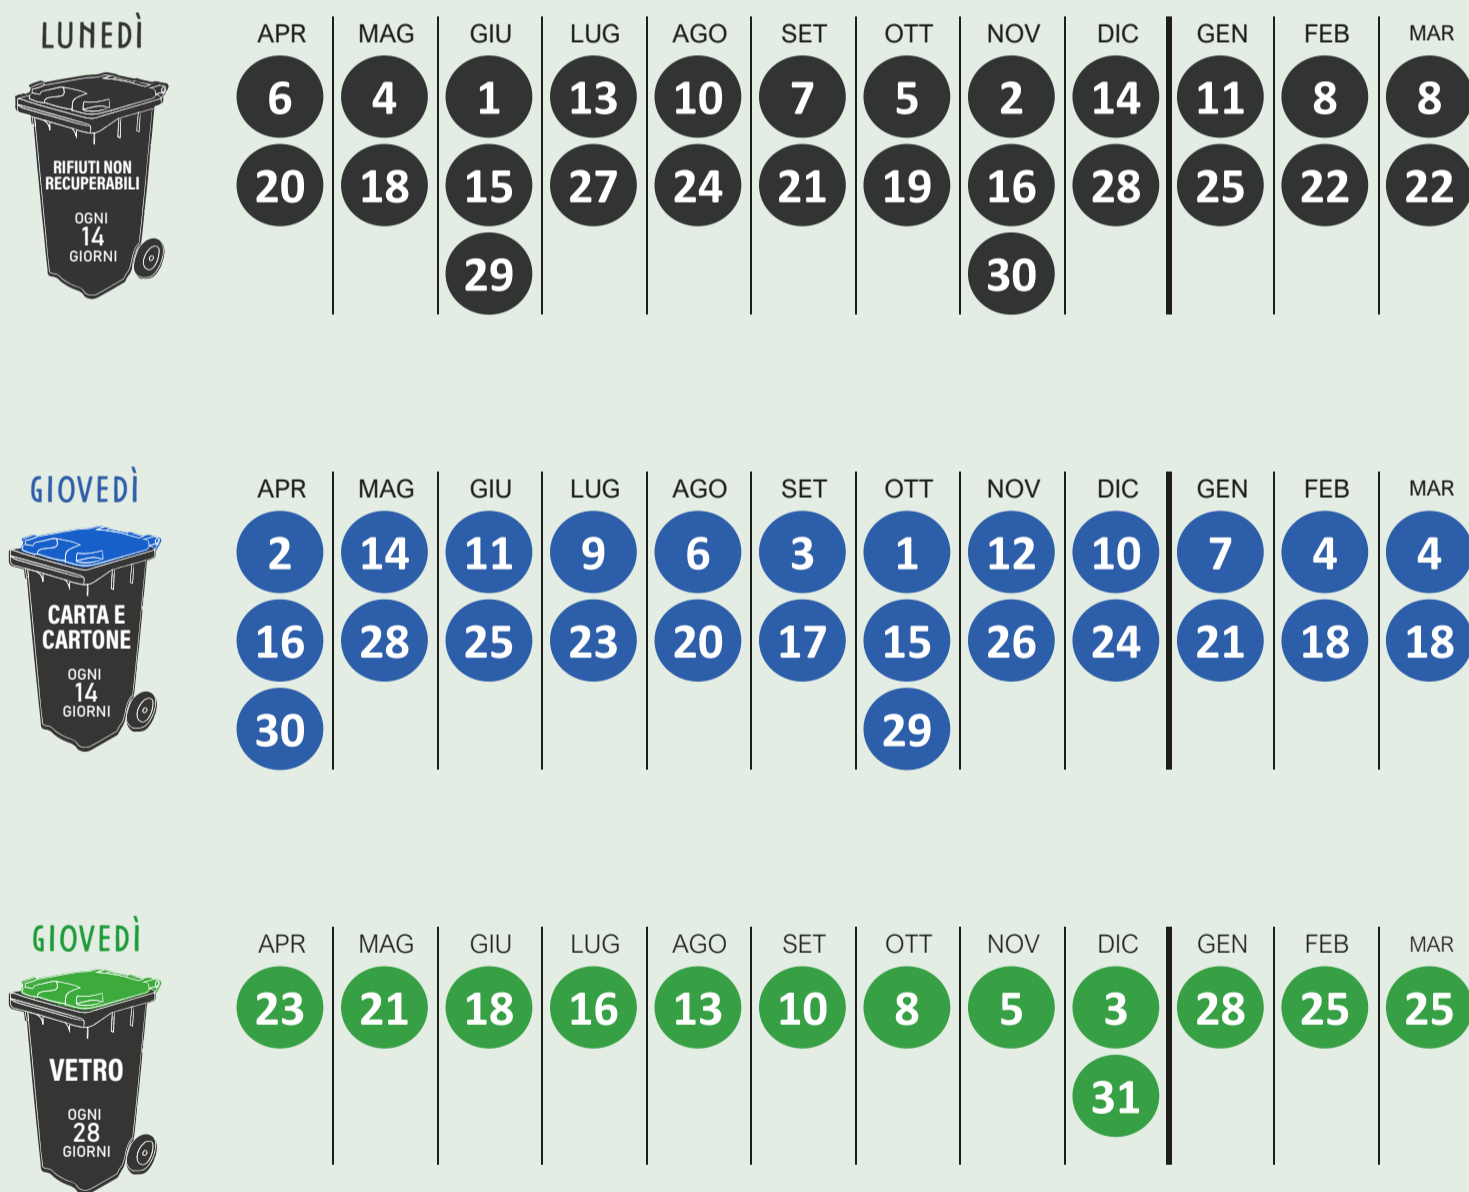 LUNEDÌ
APR MAG GIU LUG AGO SET OTT NOV DIC GEN FEB MAR
6 4 1 13 10 7 5 2 14 11 8 8
RIFIUTI NON
RECUPERABILI
OGNI
14
GIORNI
20 18 15 27 24 21 19 16 28 25 22 22
29 30
GIOVEDÌ
APR MAG GIU LUG AGO SET OTT NOV DIC GEN FEB MAR
2 14 11 9 6 3 1 12 10 7 4 4
CARTA E
CARTONE
OGNI
14
GIORNI
16 28 25 23 20 17 15 26 24 21 18 18
30 29
GIOVEDÌ
APR MAG GIU LUG AGO SET OTT NOV DIC GEN FEB MAR
23 21 18 16 13 10 8 5 3 28 25 25
VETRO
OGNI
28
GIORNI
31